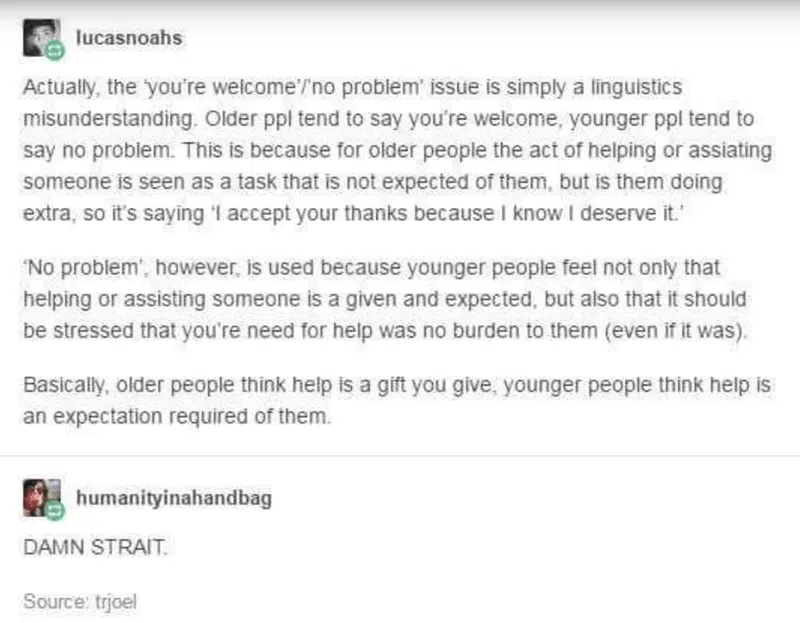 lucasnoahs
Actually, the 'you're welcome'/'no problem' issue is simply a linguistics
misunderstanding. Older ppl tend to say you're welcome, younger ppl tend to
say no problem. This is because for older people the act of helping or assiating
someone is seen as a task that is not expected of them, but is them doing
extra, so it's saying 'I accept your thanks because I know I deserve it.'
'No problem', however, is used because younger people feel not only that
helping or assisting someone is a given and expected, but also that it should
be stressed that you're need for help was no burden to them (even if it was).
Basically, older people think help is a gift you give, younger people think help is
an expectation required of them.
humanityinahandbag
DAMN STRAIT.
Source: trjoel